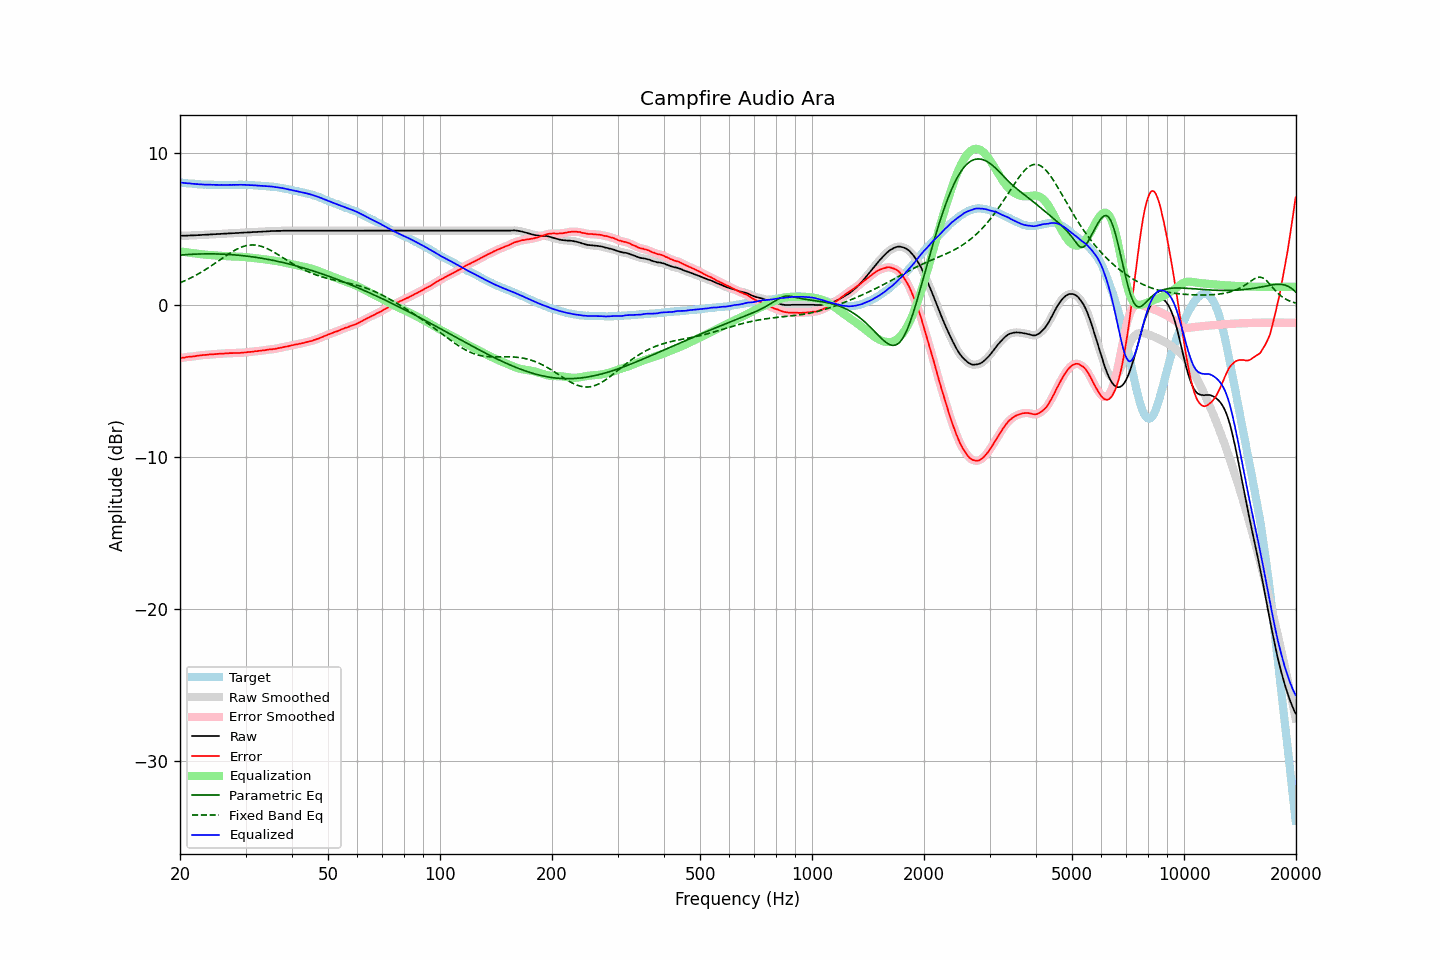 Campfire Audio Ara
Amplitude (dBr)
10
0
−10
−20
−30
Target
Raw Smoothed
Error Smoothed
Raw
Error
Equalization
Parametric Eq
Fixed Band Eq
Equalized
20 50 100 200 500 1000 2000 5000 10000 20000
Frequency (Hz)